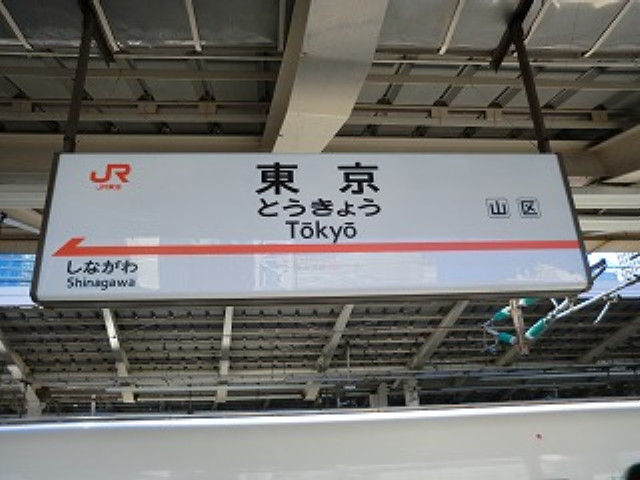 JR
JR東海
東京
とうきょう
Tōkyō
山 区
しながわ
Shinagawa